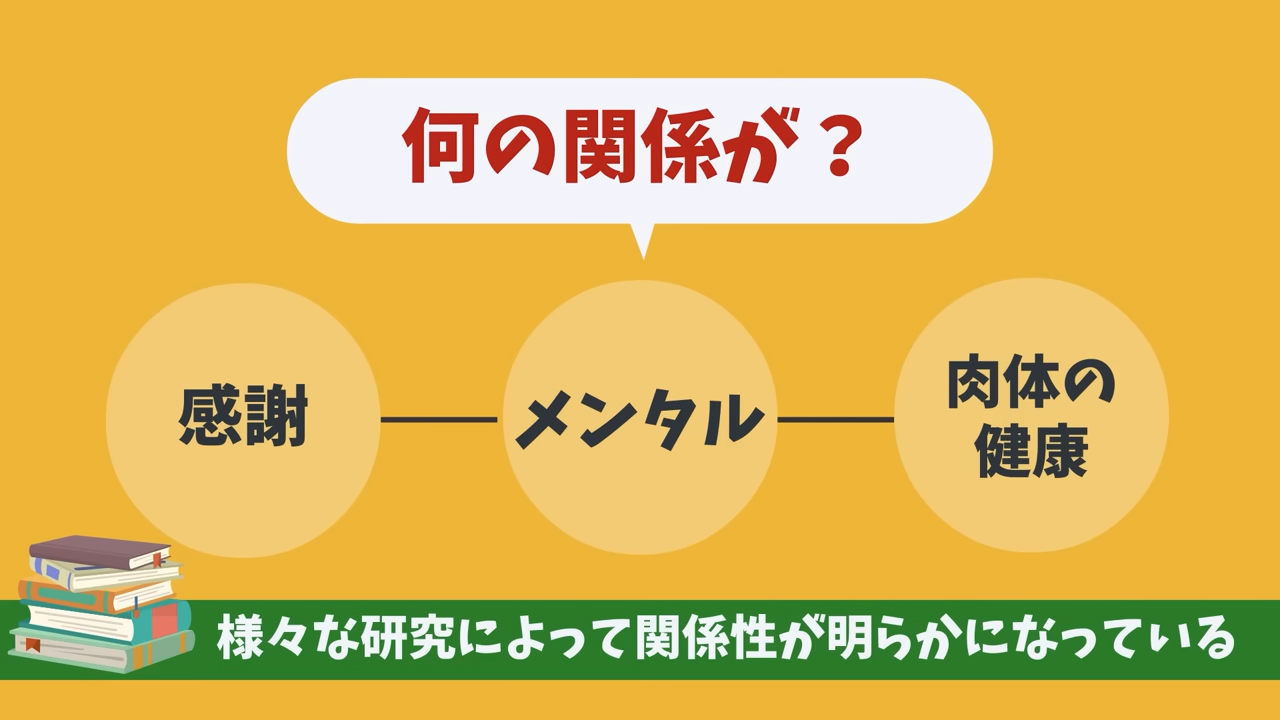 何の関係が？
感謝
メンタル
肉体の
健康
様々な研究によって関係性が明らかになっている